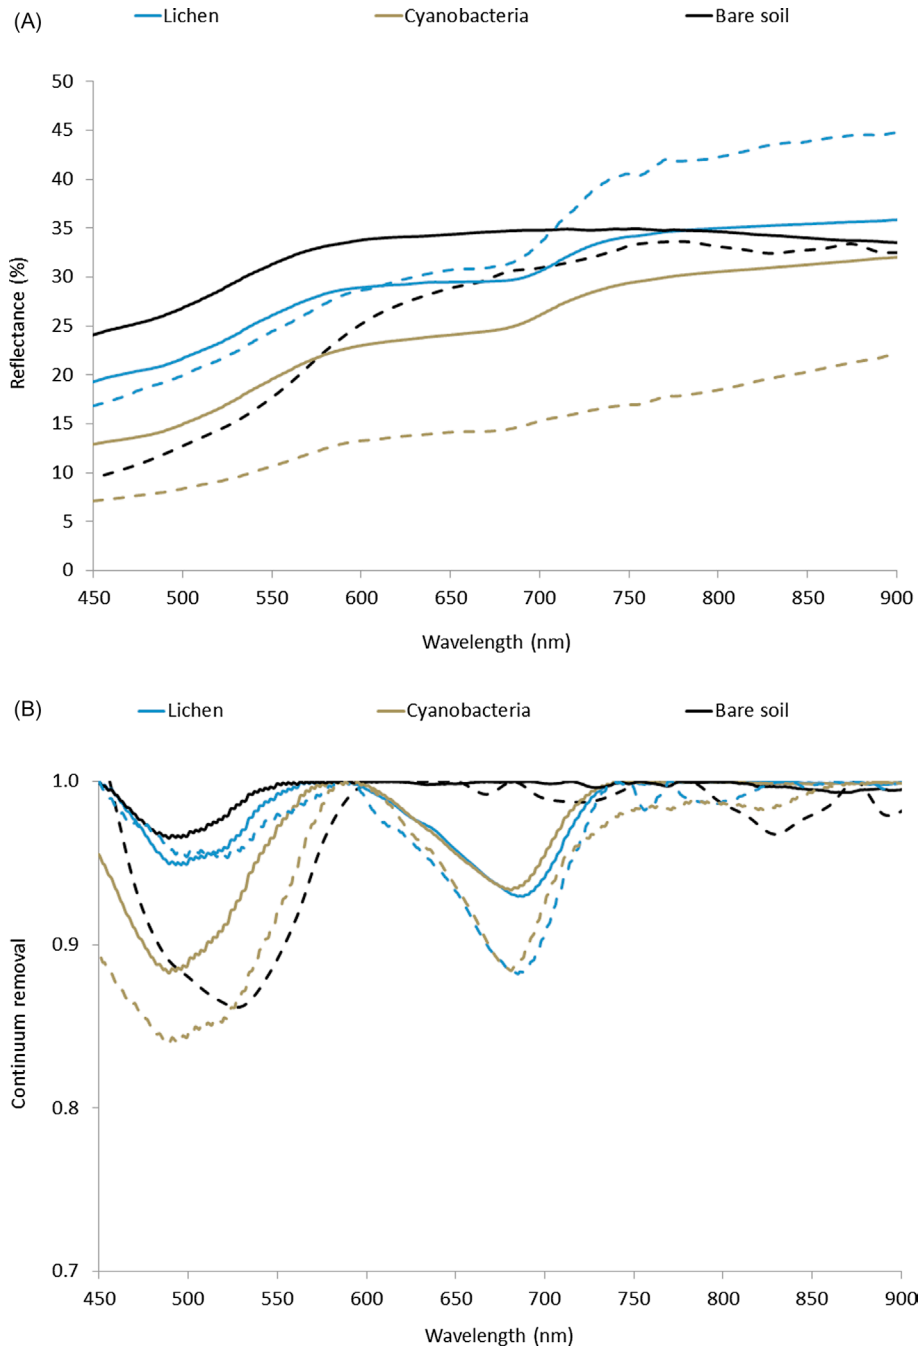 (A)
Lichen Cyanobacteria Bare soil
50
45
40
35
30
25
20
15
10
5
0
Reflectance (%)
450 500 550 600 650 700 750 800 850 900
Wavelength (nm)
(B)
Lichen Cyanobacteria Bare soil
1.0
0.9
0.8
0.7
Continuum removal
450 500 550 600 650 700 750 800 850 900
Wavelength (nm)